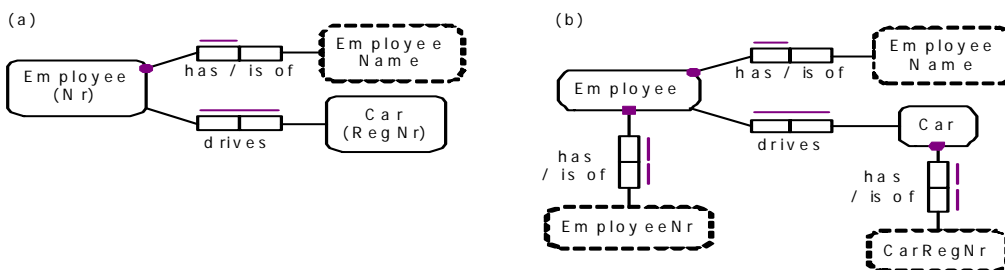 (a)
Employee
(Nr)
has / is of
Employee
Name
drives
Car
(RegNr)
(b)
Employee
has / is of
Employee
Name
drives
Car
has
/ is of
EmployeeNr
has
/ is of
CarRegNr